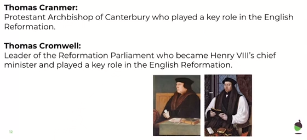 Thomas Cranmer:
Protestant Archbishop of Canterbury who played a key role in the English
Reformation.
Thomas Cromwell:
Leader of the Reformation Parliament who became Henry VIII's chief
minister and played a key role in the English Reformation.